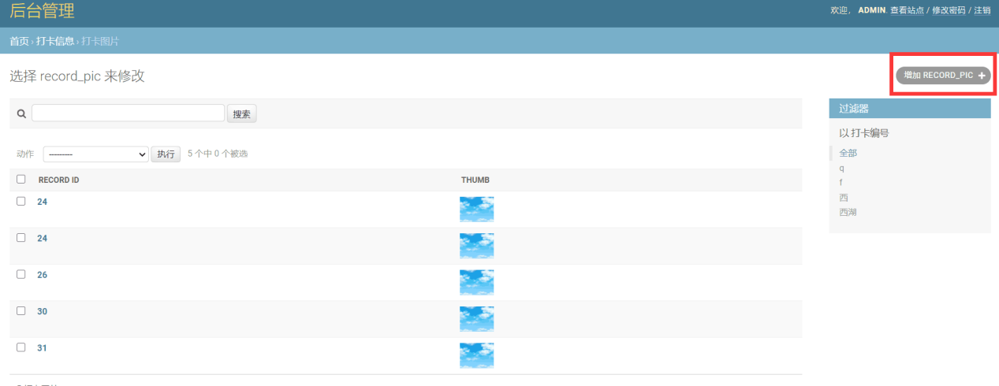 后台管理
欢迎， ADMIN. 查看站点 / 修改密码 / 注销
首页 › 打卡信息 › 打卡图片
选择 record_pic 来修改
增加 RECORD_PIC +
搜索
过滤器
以 打卡编号
全部
q
f
西
西湖
动作 --------- 执行 5 个中 0 个被选
RECORD ID THUMB
24
24
26
30
31